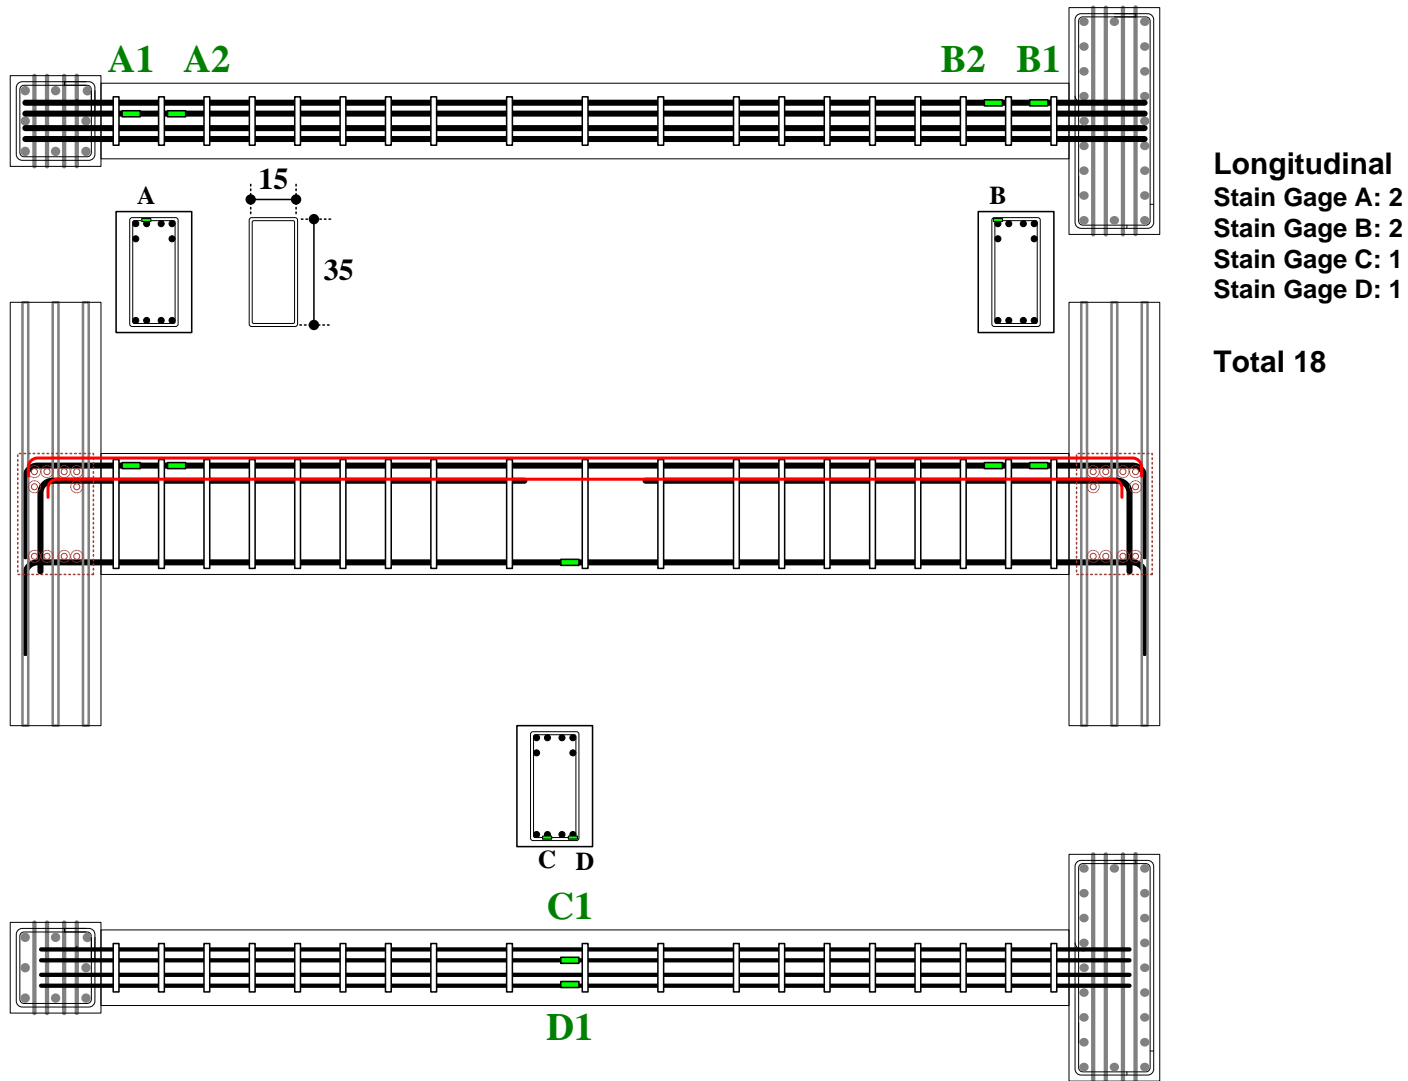 A1 A2 B2 B1
Longitudinal
Stain Gage A: 2
Stain Gage B: 2
Stain Gage C: 1
Stain Gage D: 1
Total 18
A 15 B
35
C D
C1
D1